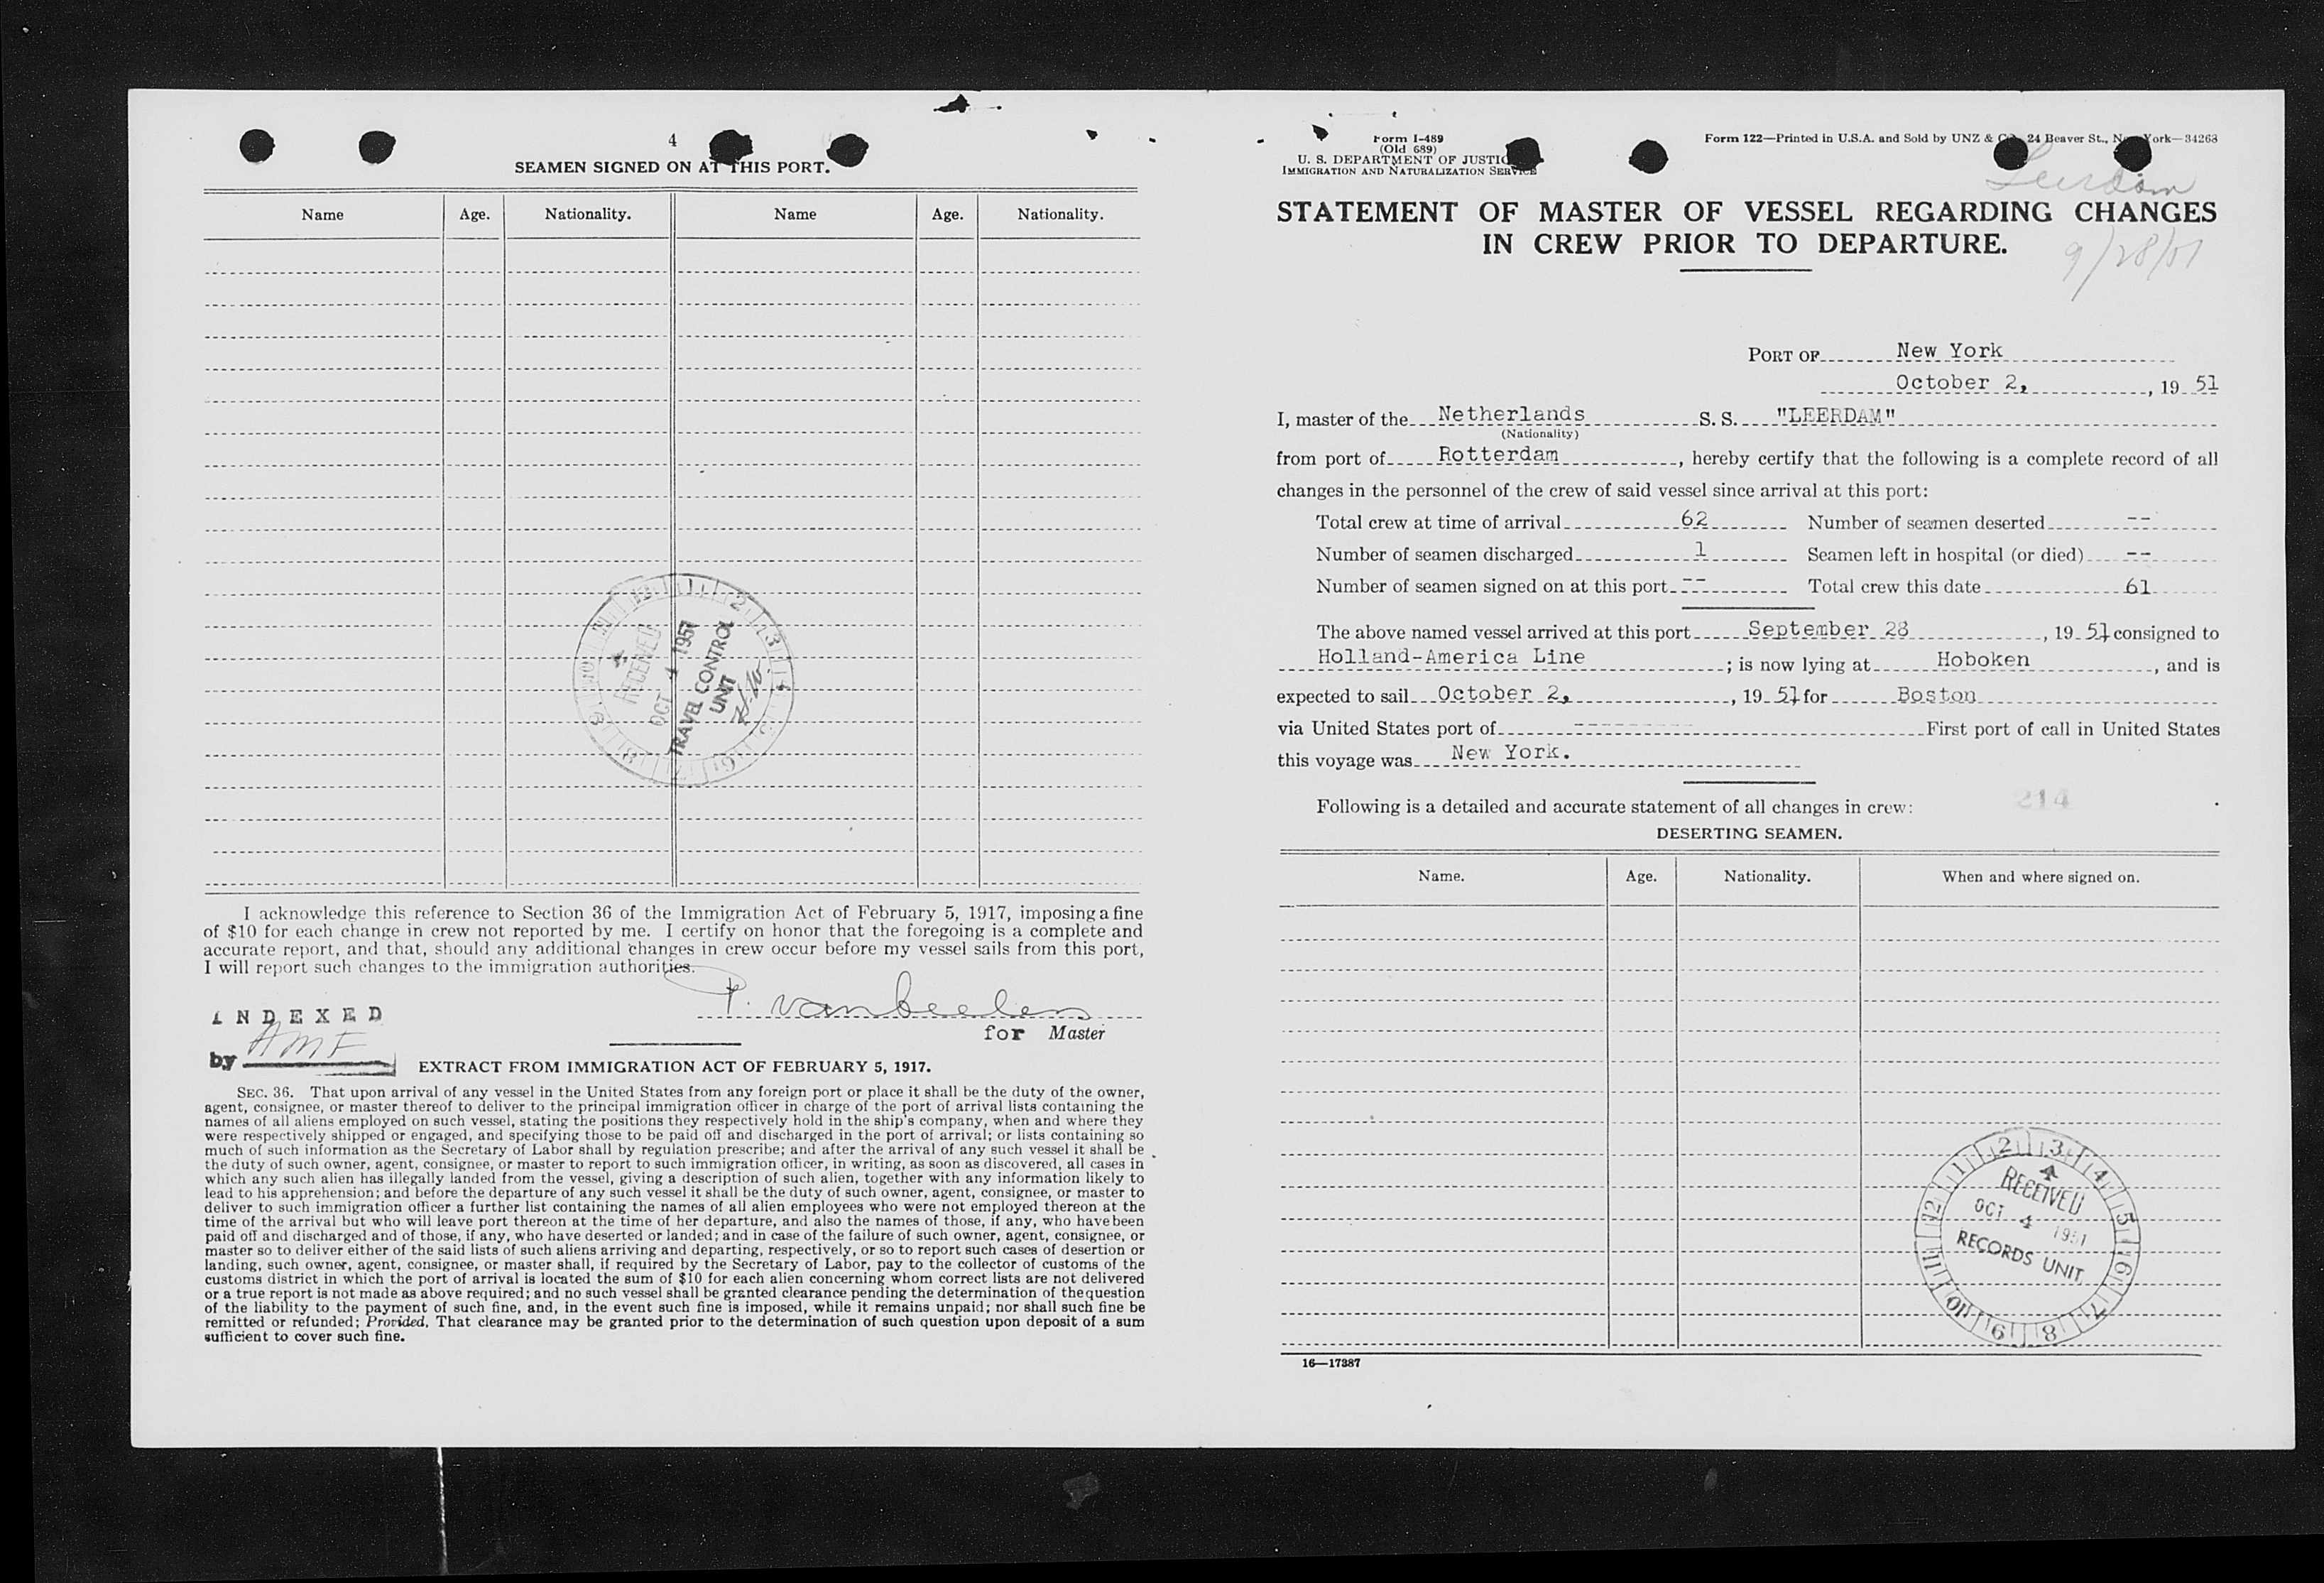 4
SEAMEN SIGNED ON AT THIS PORT.
Name Age. Nationality. Name Age. Nationality.
RECEIVED
OCT 4 1951
TRAVEL CONTROL
UNIT
I acknowledge this reference to Section 36 of the Immigration Act of February 5, 1917, imposing a fine
of $10 for each change in crew not reported by me. I certify on honor that the foregoing is a complete and
accurate report, and that, should any additional changes in crew occur before my vessel sails from this port,
I will report such changes to the immigration authorities.
P. van Beelen
for Master
INDEXED
by AMF
EXTRACT FROM IMMIGRATION ACT OF FEBRUARY 5, 1917.
SEC. 36. That upon arrival of any vessel in the United States from any foreign port or place it shall be the duty of the owner,
agent, consignee, or master thereof to deliver to the principal immigration officer in charge of the port of arrival lists containing the
names of all aliens employed on such vessel, stating the positions they respectively hold in the ship's company, when and where they
were respectively shipped or engaged, and specifying those to be paid off and discharged in the port of arrival; or lists containing so
much of such information as the Secretary of Labor shall by regulation prescribe; and after the arrival of any such vessel it shall be
the duty of such owner, agent, consignee, or master to report to such immigration officer, in writing, as soon as discovered, all cases in
which any such alien has illegally landed from the vessel, giving a description of such alien, together with any information likely to
lead to his apprehension; and before the departure of any such vessel it shall be the duty of such owner, agent, consignee, or master to
deliver to such immigration officer a further list containing the names of all alien employees who were not employed thereon at the
time of the arrival but who will leave port thereon at the time of her departure, and also the names of those, if any, who have been
paid off and discharged and of those, if any, who have deserted or landed; and in case of the failure of such owner, agent, consignee, or
master so to deliver either of the said lists of such aliens arriving and departing, respectively, or so to report such cases of desertion or
landing, such owner, agent, consignee, or master shall, if required by the Secretary of Labor, pay to the collector of customs of the
customs district in which the port of arrival is located the sum of $10 for each alien concerning whom correct lists are not delivered
or a true report is not made as above required; and no such vessel shall be granted clearance pending the determination of the question
of the liability to the payment of such fine, and, in the event such fine is imposed, while it remains unpaid; nor shall such fine be
remitted or refunded; Provided, That clearance may be granted prior to the determination of such question upon deposit of a sum
sufficient to cover such fine.
Form I-489
(Old 689)
U. S. DEPARTMENT OF JUSTICE
IMMIGRATION AND NATURALIZATION SERVICE
Form 122—Printed in U.S.A. and Sold by UNZ & Co., 24 Beaver St., New York—34268
Leerdam
STATEMENT OF MASTER OF VESSEL REGARDING CHANGES
IN CREW PRIOR TO DEPARTURE.
9/28/51
PORT OF New York
October 2, , 19 51
I, master of the Netherlands S. S. "LEERDAM"
(Nationality)
from port of Rotterdam , hereby certify that the following is a complete record of all
changes in the personnel of the crew of said vessel since arrival at this port:
Total crew at time of arrival 62 Number of seamen deserted --
Number of seamen discharged 1 Seamen left in hospital (or died) --
Number of seamen signed on at this port -- Total crew this date 61
The above named vessel arrived at this port September 28 , 19 51 consigned to
Holland-America Line ; is now lying at Hoboken , and is
expected to sail October 2, , 19 51 for Boston
via United States port of ---------- First port of call in United States
this voyage was New York.
Following is a detailed and accurate statement of all changes in crew: 214
DESERTING SEAMEN.
Name. Age. Nationality. When and where signed on.
RECEIVED
OCT 4 1951
RECORDS UNIT
16—17387